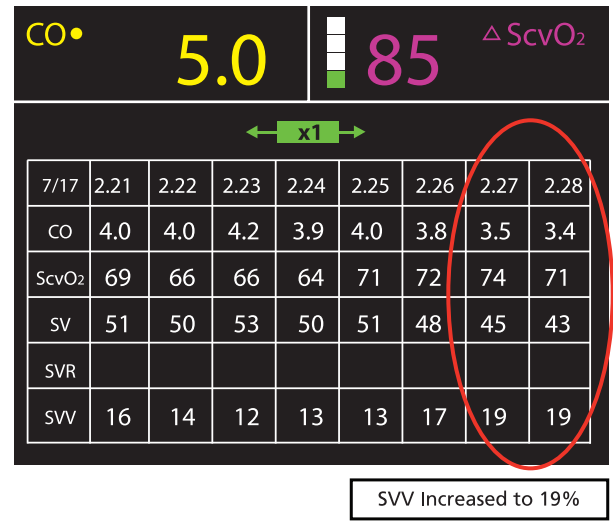 CO• 5.0 85 △ScvO₂
x1
7/17 2.21 2.22 2.23 2.24 2.25 2.26 2.27 2.28
CO 4.0 4.0 4.2 3.9 4.0 3.8 3.5 3.4
ScvO₂ 69 66 66 64 71 72 74 71
SV 51 50 53 50 51 48 45 43
SVR
SVV 16 14 12 13 13 17 19 19
SVV Increased to 19%